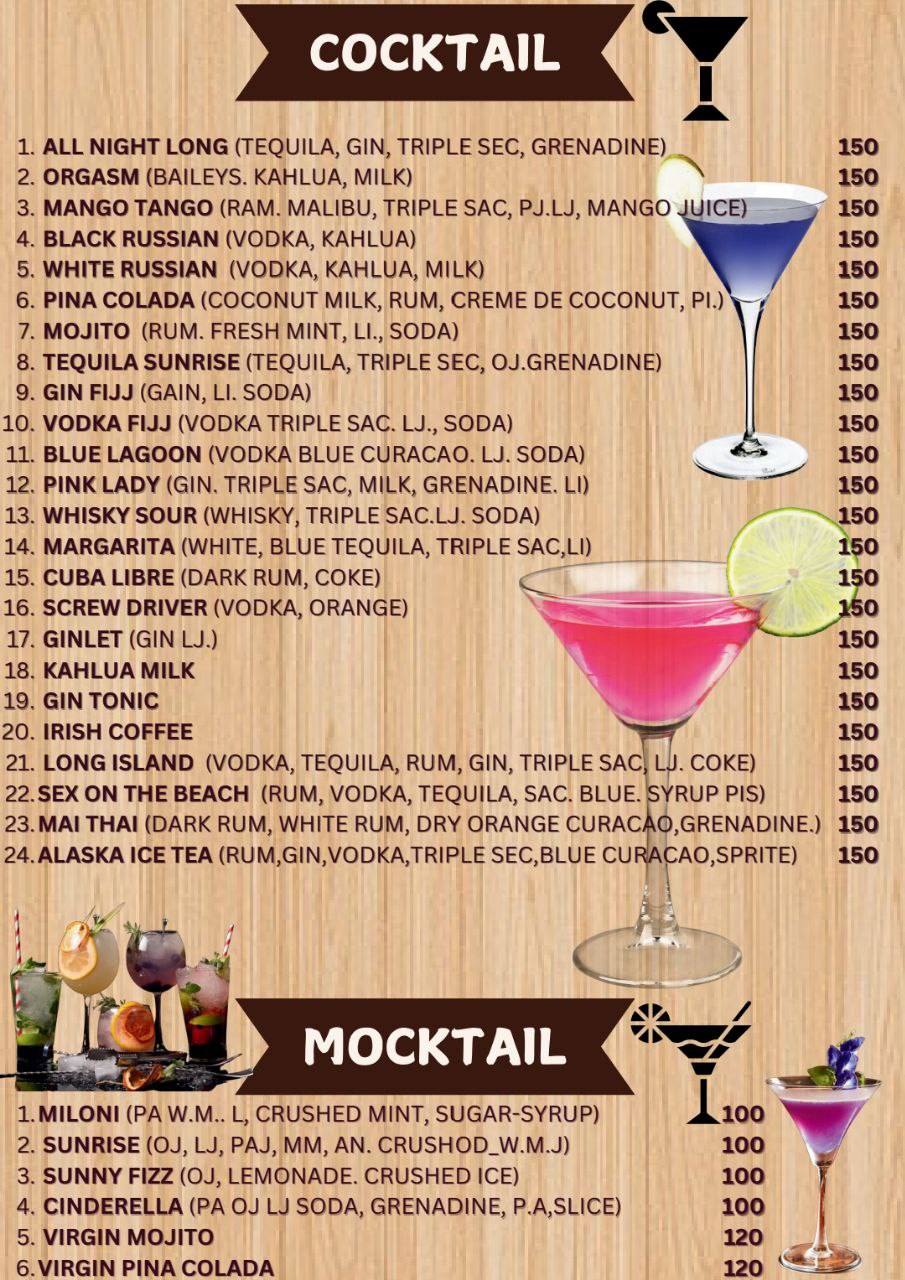 COCKTAIL
1. ALL NIGHT LONG (TEQUILA, GIN, TRIPLE SEC, GRENADINE) 150
2. ORGASM (BAILEYS. KAHLUA, MILK) 150
3. MANGO TANGO (RAM. MALIBU, TRIPLE SAC, PJ.LJ, MANGO JUICE) 150
4. BLACK RUSSIAN (VODKA, KAHLUA) 150
5. WHITE RUSSIAN (VODKA, KAHLUA, MILK) 150
6. PINA COLADA (COCONUT MILK, RUM, CREME DE COCONUT, PI.) 150
7. MOJITO (RUM. FRESH MINT, LI., SODA) 150
8. TEQUILA SUNRISE (TEQUILA, TRIPLE SEC, OJ.GRENADINE) 150
9. GIN FIJJ (GAIN, LI. SODA) 150
10. VODKA FIJJ (VODKA TRIPLE SAC. LJ., SODA) 150
11. BLUE LAGOON (VODKA BLUE CURACAO. LJ. SODA) 150
12. PINK LADY (GIN. TRIPLE SAC, MILK, GRENADINE. LI) 150
13. WHISKY SOUR (WHISKY, TRIPLE SAC.LJ. SODA) 150
14. MARGARITA (WHITE, BLUE TEQUILA, TRIPLE SAC,LI) 150
15. CUBA LIBRE (DARK RUM, COKE) 150
16. SCREW DRIVER (VODKA, ORANGE) 150
17. GINLET (GIN LJ.) 150
18. KAHLUA MILK 150
19. GIN TONIC 150
20. IRISH COFFEE 150
21. LONG ISLAND (VODKA, TEQUILA, RUM, GIN, TRIPLE SAC, LJ. COKE) 150
22. SEX ON THE BEACH (RUM, VODKA, TEQUILA, SAC. BLUE. SYRUP PIS) 150
23. MAI THAI (DARK RUM, WHITE RUM, DRY ORANGE CURACAO,GRENADINE.) 150
24. ALASKA ICE TEA (RUM,GIN,VODKA,TRIPLE SEC,BLUE CURACAO,SPRITE) 150
MOCKTAIL
1. MILONI (PA W.M.. L, CRUSHED MINT, SUGAR-SYRUP) 100
2. SUNRISE (OJ, LJ, PAJ, MM, AN. CRUSHOD_W.M.J) 100
3. SUNNY FIZZ (OJ, LEMONADE. CRUSHED ICE) 100
4. CINDERELLA (PA OJ LJ SODA, GRENADINE, P.A,SLICE) 100
5. VIRGIN MOJITO 120
6. VIRGIN PINA COLADA 120